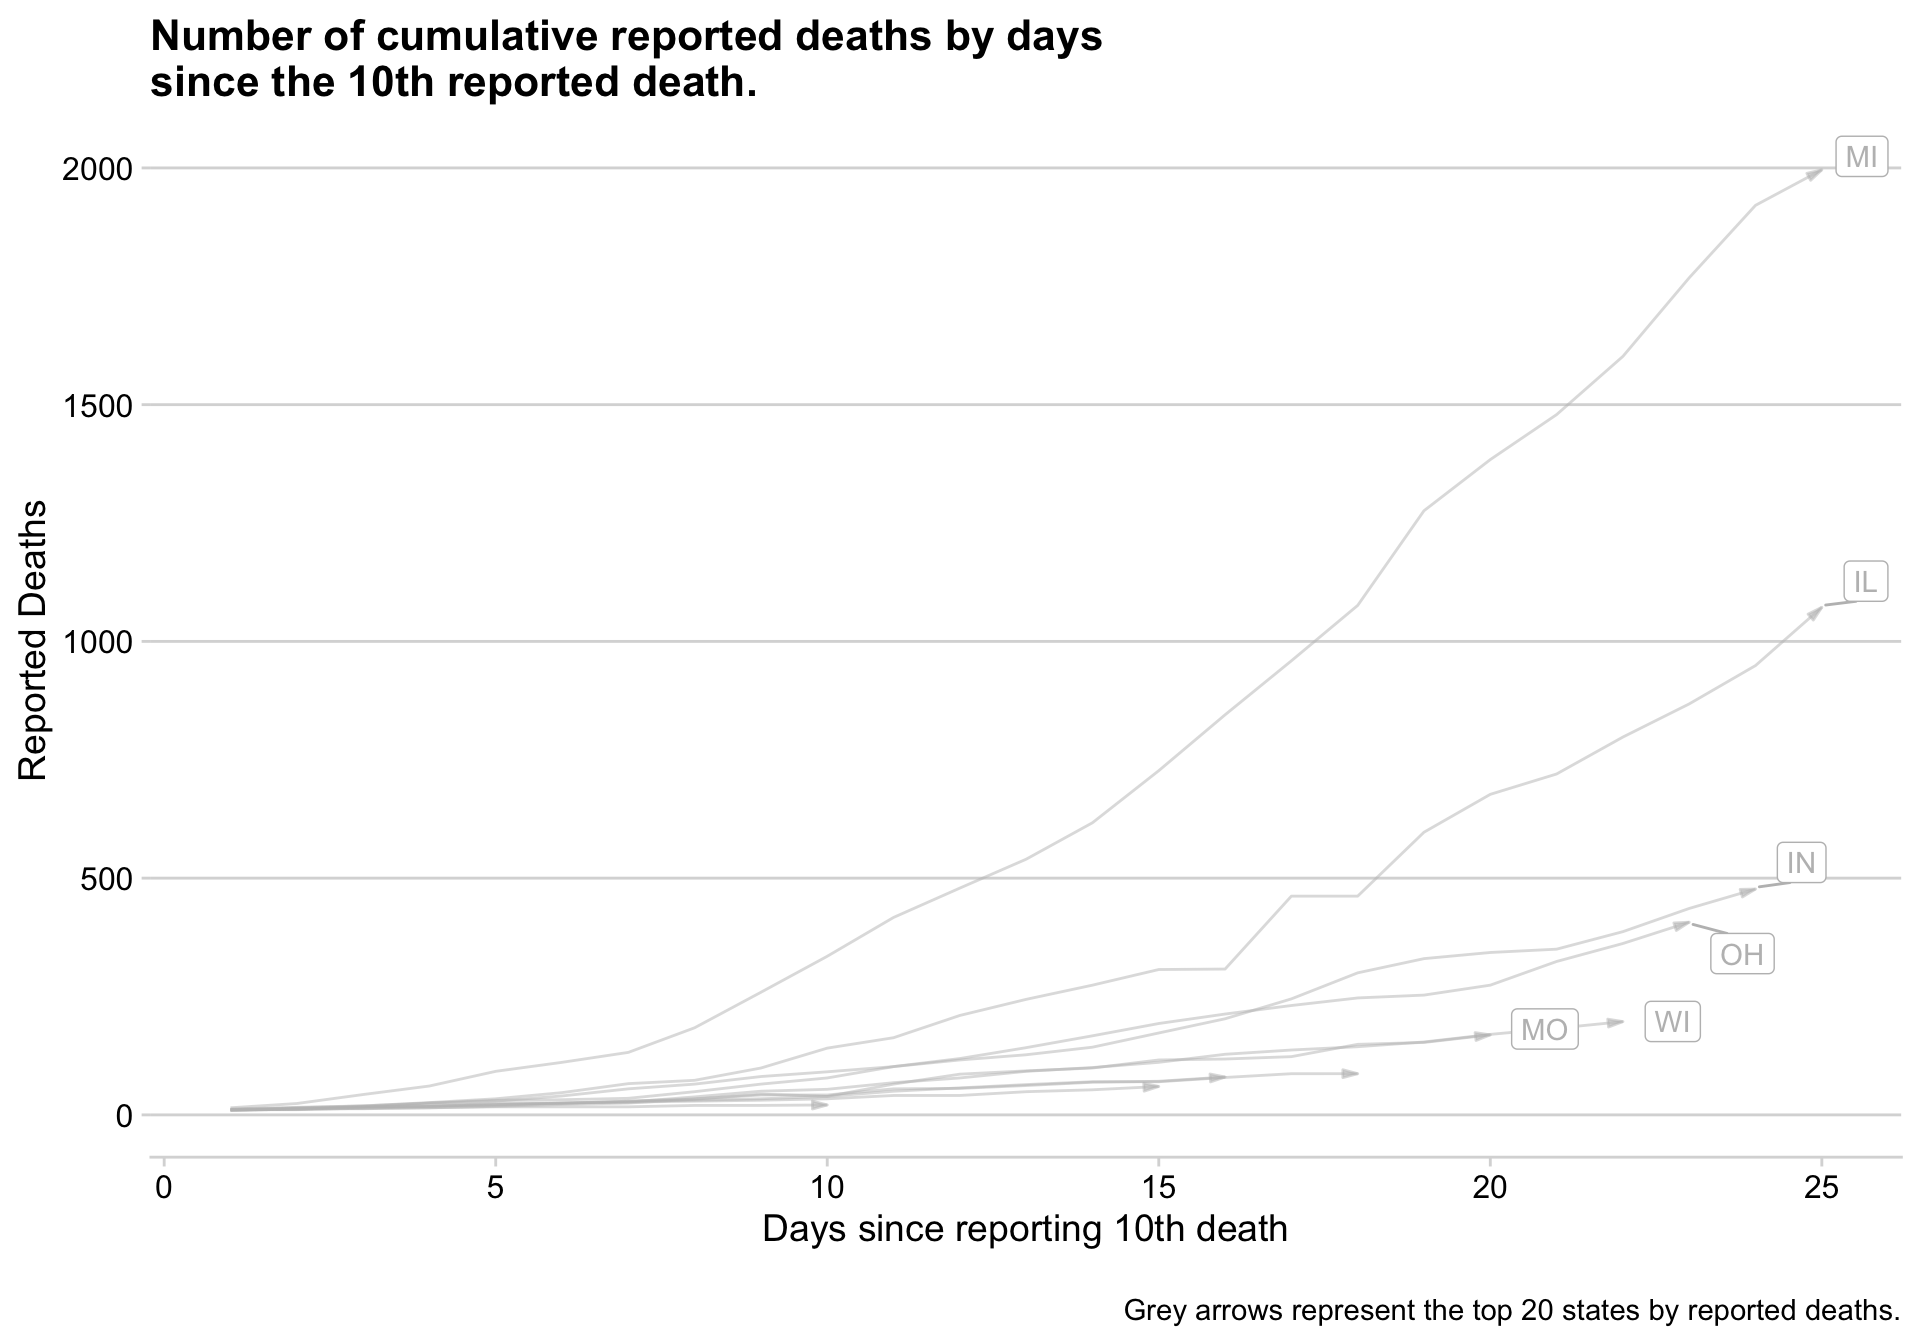 Number of cumulative reported deaths by days
since the 10th reported death.
2000
1500
1000
500
0
Reported Deaths
MI
IL
IN
OH
MO
WI
0 5 10 15 20 25
Days since reporting 10th death
Grey arrows represent the top 20 states by reported deaths.